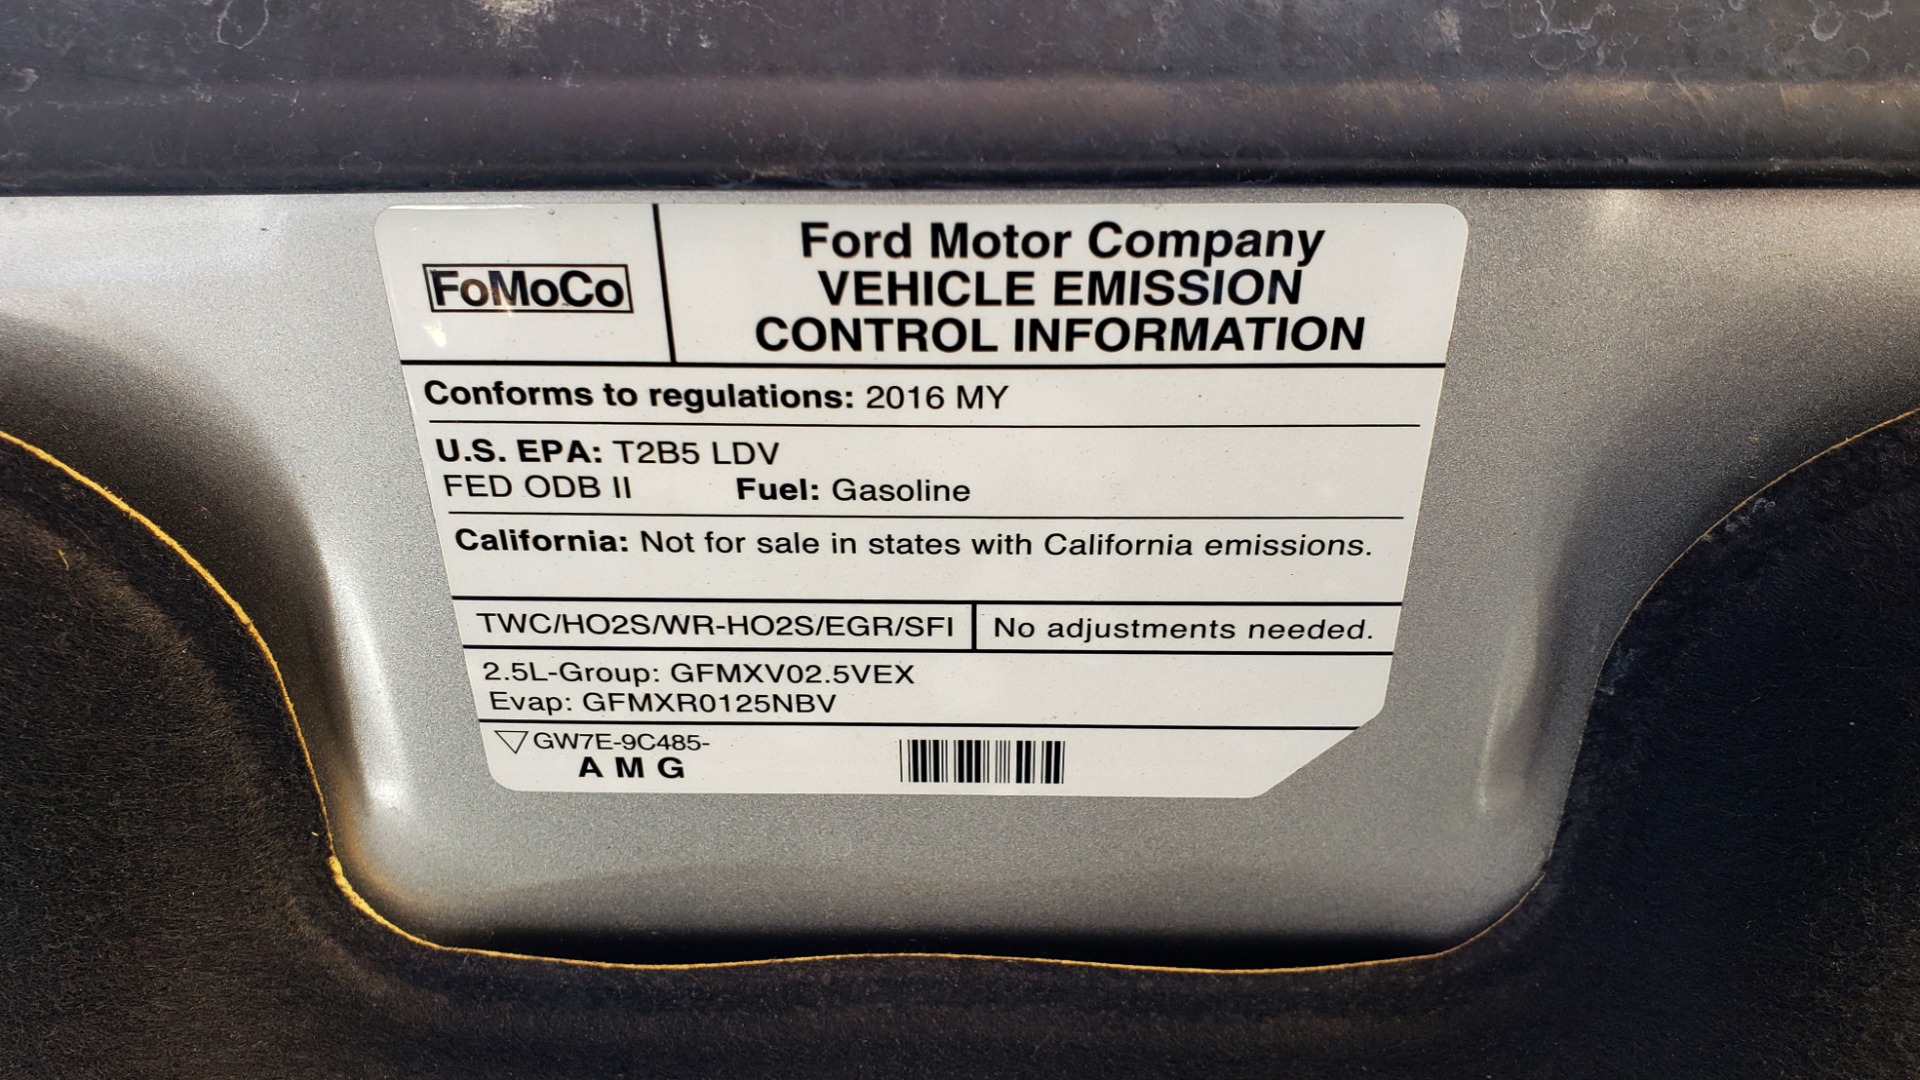 FoMoCo
Ford Motor Company
VEHICLE EMISSION
CONTROL INFORMATION
Conforms to regulations: 2016 MY
U.S. EPA: T2B5 LDV
FED ODB II Fuel: Gasoline
California: Not for sale in states with California emissions.
TWC/HO2S/WR-HO2S/EGR/SFI No adjustments needed.
2.5L-Group: GFMXV02.5VEX
Evap: GFMXR0125NBV
GW7E-9C485-
A M G